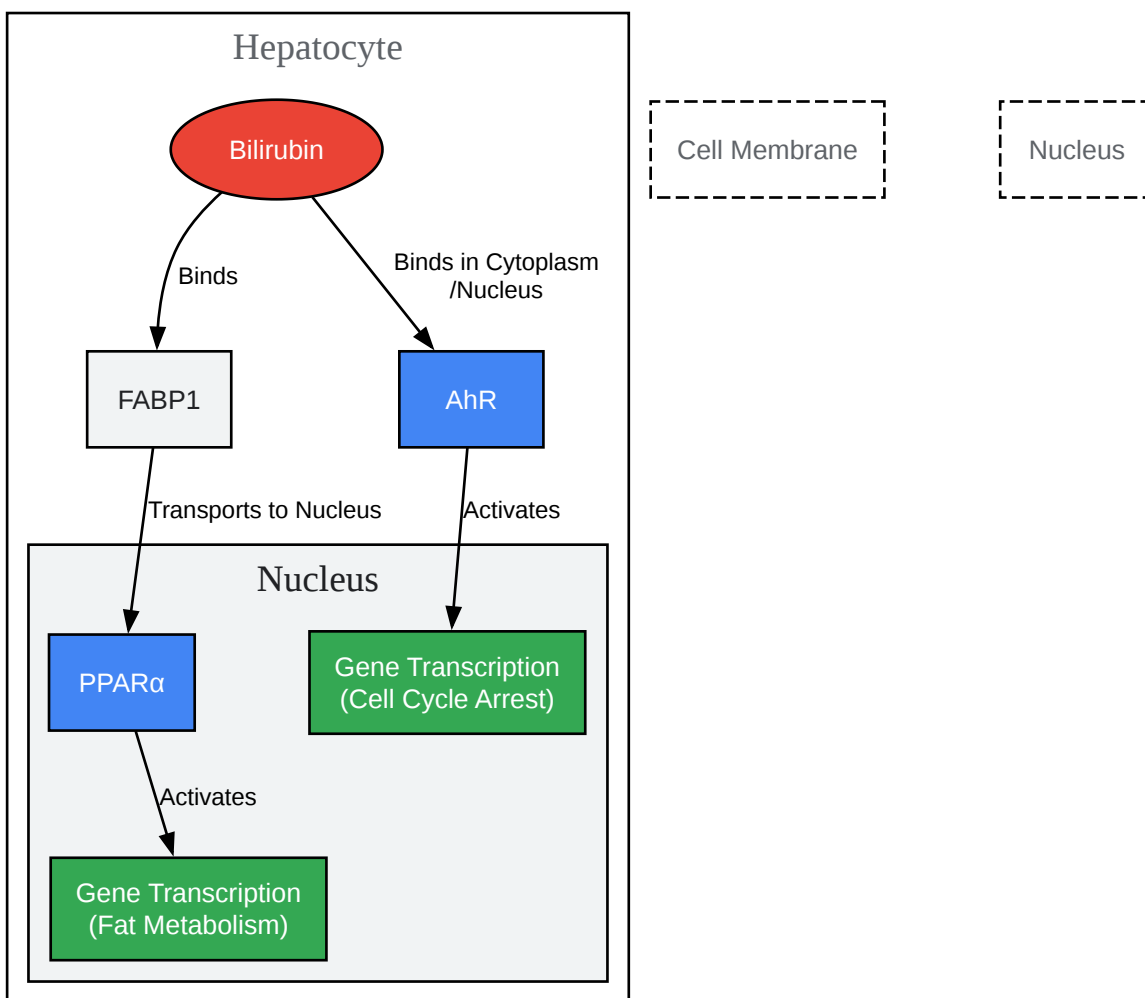 Hepatocyte
Bilirubin
Cell Membrane
Nucleus
Binds
Binds in Cytoplasm
/Nucleus
FABP1
AhR
Transports to Nucleus
Activates
Nucleus
PPARα
Gene Transcription
(Cell Cycle Arrest)
Activates
Gene Transcription
(Fat Metabolism)